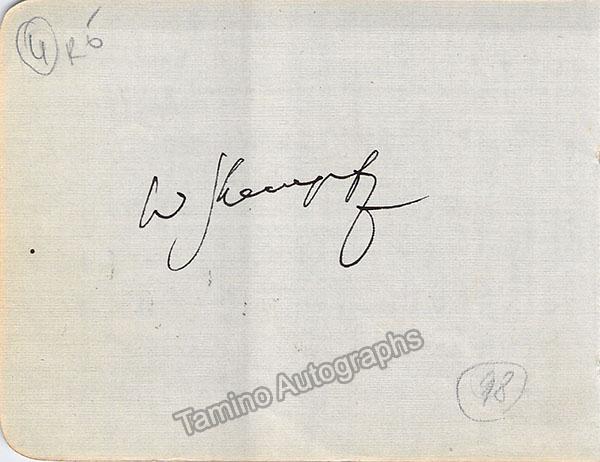 4 R6
W Kempff
Tamino Autographs
98